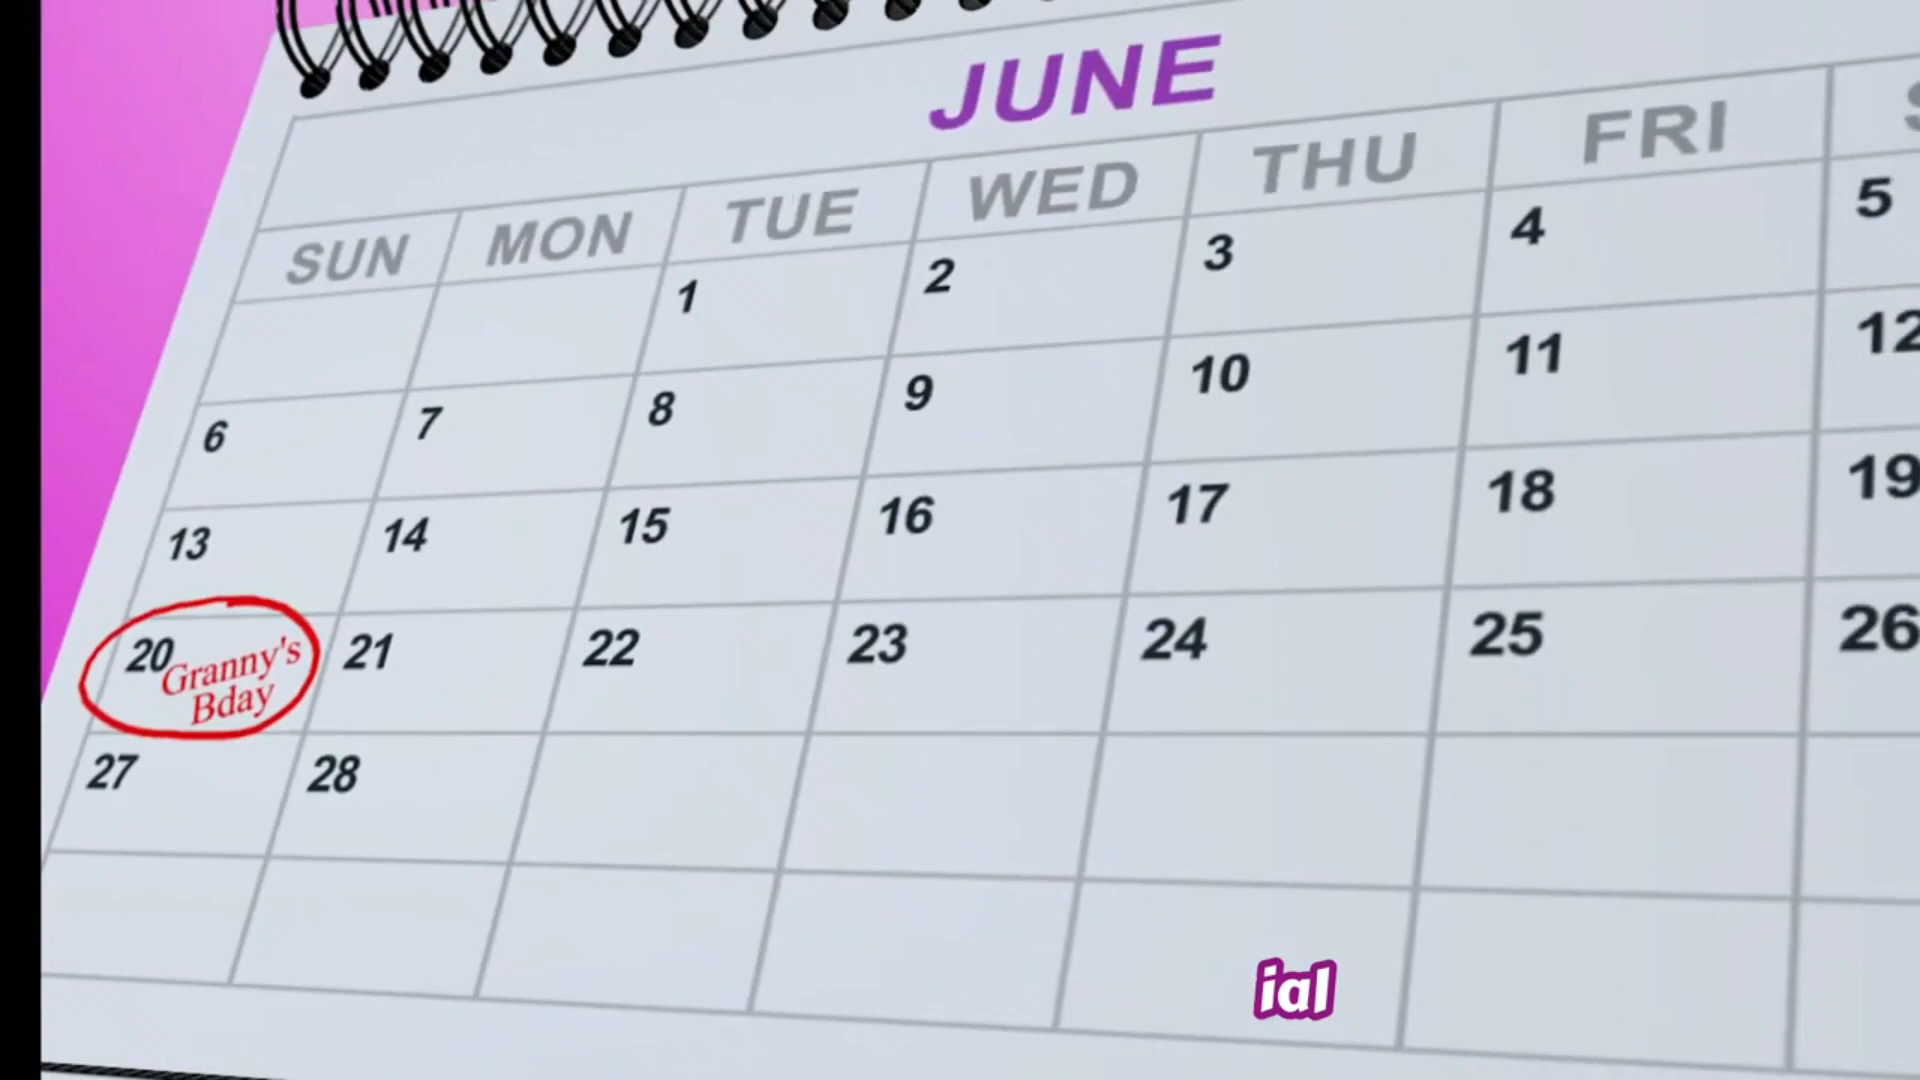 JUNE
SUN MON TUE WED THU FRI
1 2 3 4 5
6 7 8 9 10 11 12
13 14 15 16 17 18 19
20 Granny's Bday 21 22 23 24 25 26
27 28
ial